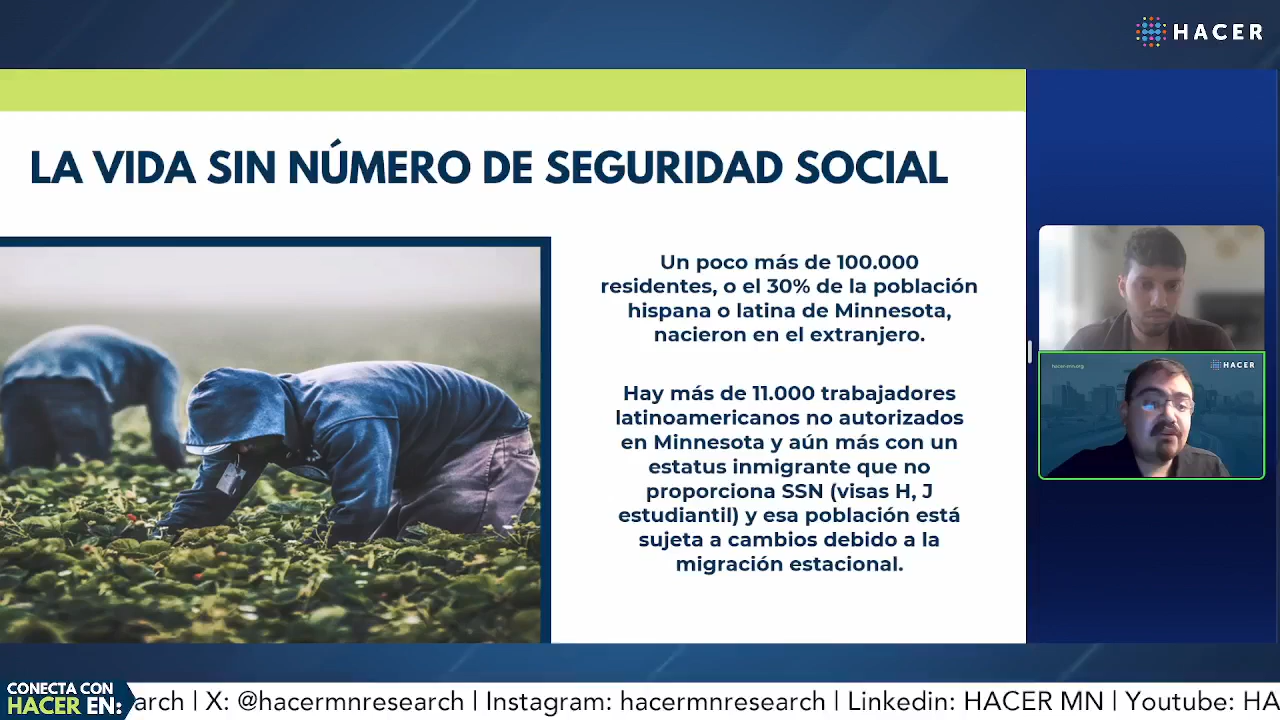 HACER
LA VIDA SIN NÚMERO DE SEGURIDAD SOCIAL
Un poco más de 100.000
residentes, o el 30% de la población
hispana o latina de Minnesota,
nacieron en el extranjero.
Hay más de 11.000 trabajadores
latinoamericanos no autorizados
en Minnesota y aún más con un
estatus inmigrante que no
proporciona SSN (visas H, J
estudiantil) y esa población está
sujeta a cambios debido a la
migración estacional.
HACER
CONECTA CON
HACER EN:
arch | X: @hacermnresearch | Instagram: hacermnresearch | Linkedin: HACER MN | Youtube: HA